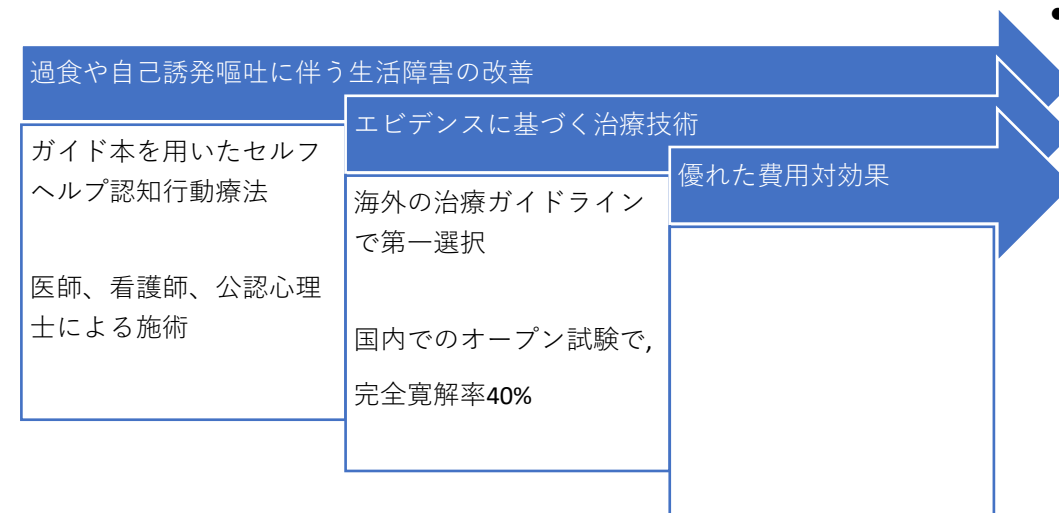 過食や自己誘発嘔吐に伴う生活障害の改善
ガイド本を用いたセルフ
ヘルプ認知行動療法
医師、看護師、公認心理
士による施術
エビデンスに基づく治療技術
海外の治療ガイドライン
で第一選択
国内でのオープン試験で,
完全寛解率40%
優れた費用対効果